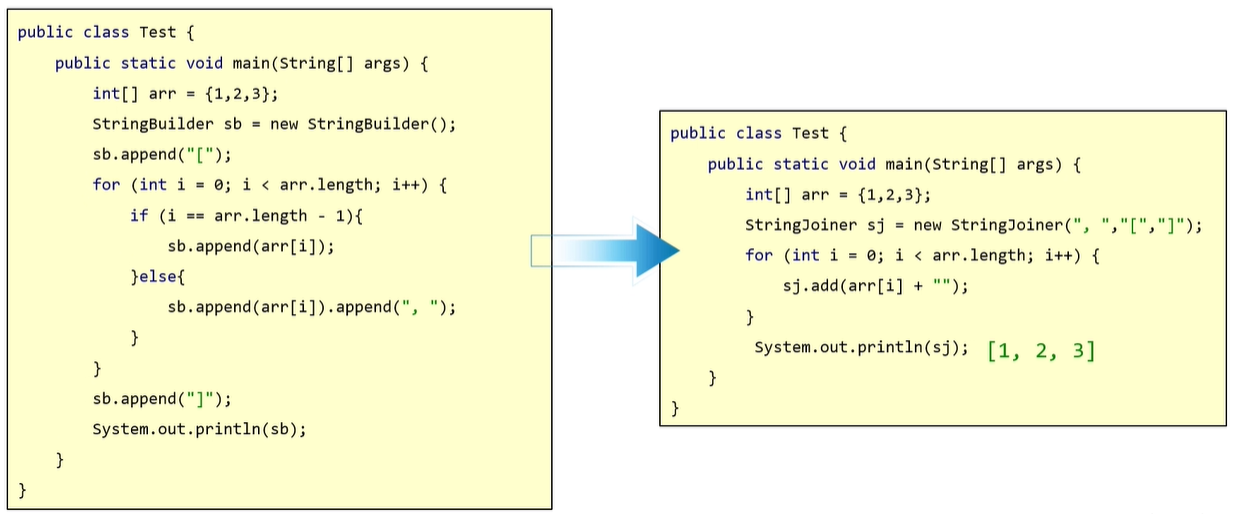 public class Test {
    public static void main(String[] args) {
        int[] arr = {1,2,3};
        StringBuilder sb = new StringBuilder();
        sb.append("[");
        for (int i = 0; i < arr.length; i++) {
            if (i == arr.length - 1){
                sb.append(arr[i]);
            }else{
                sb.append(arr[i]).append(", ");
            }
        }
        sb.append("]");
        System.out.println(sb);
    }
}
public class Test {
    public static void main(String[] args) {
        int[] arr = {1,2,3};
        StringJoiner sj = new StringJoiner(", ","[","]");
        for (int i = 0; i < arr.length; i++) {
            sj.add(arr[i] + "");
        }
         System.out.println(sj);  [1, 2, 3]
    }
}